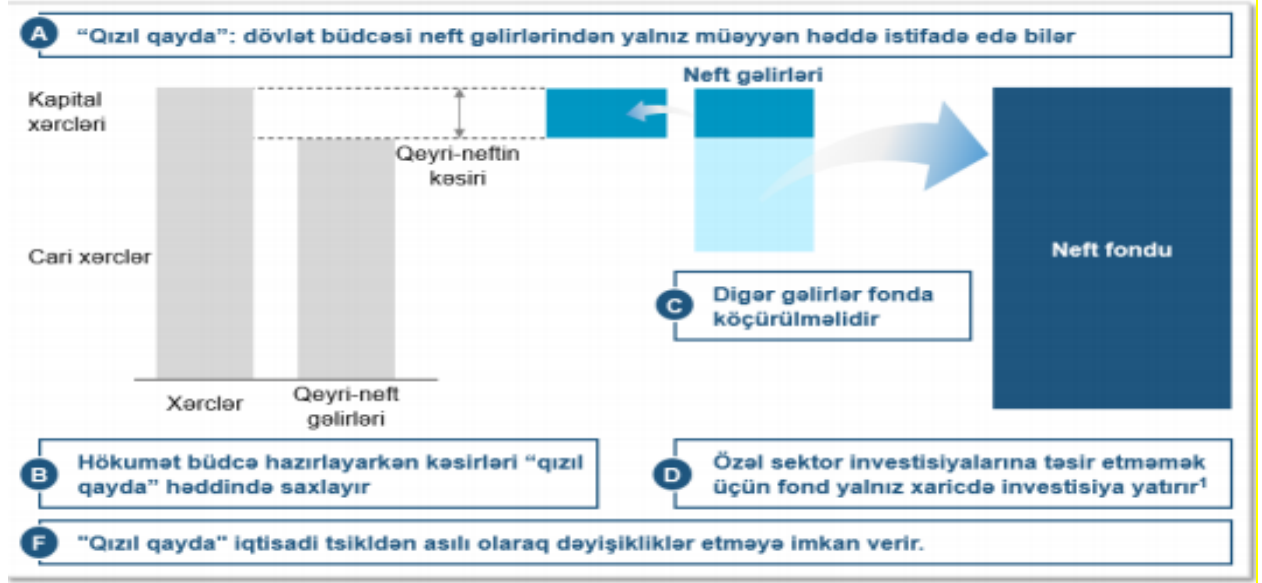 A "Qızıl qayda": dövlət büdcəsi neft gəlirlərindən yalnız müəyyən həddə istifadə edə bilər
Neft gəlirləri
Kapital
xərcləri
Qeyri-neftin
kəsiri
Cari xərclər
Neft fondu
C Digər gəlirlər fonda
köçürülməlidir
Xərclər
Qeyri-neft
gəlirləri
B Hökumət büdcə hazırlayarkən kəsirləri "qızıl
qayda" həddində saxlayır
D Özəl sektor investisiyalarına təsir etməmək
üçün fond yalnız xaricdə investisiya yatırır¹
F "Qızıl qayda" iqtisadi tsikldən asılı olaraq dəyişikliklər etməyə imkan verir.